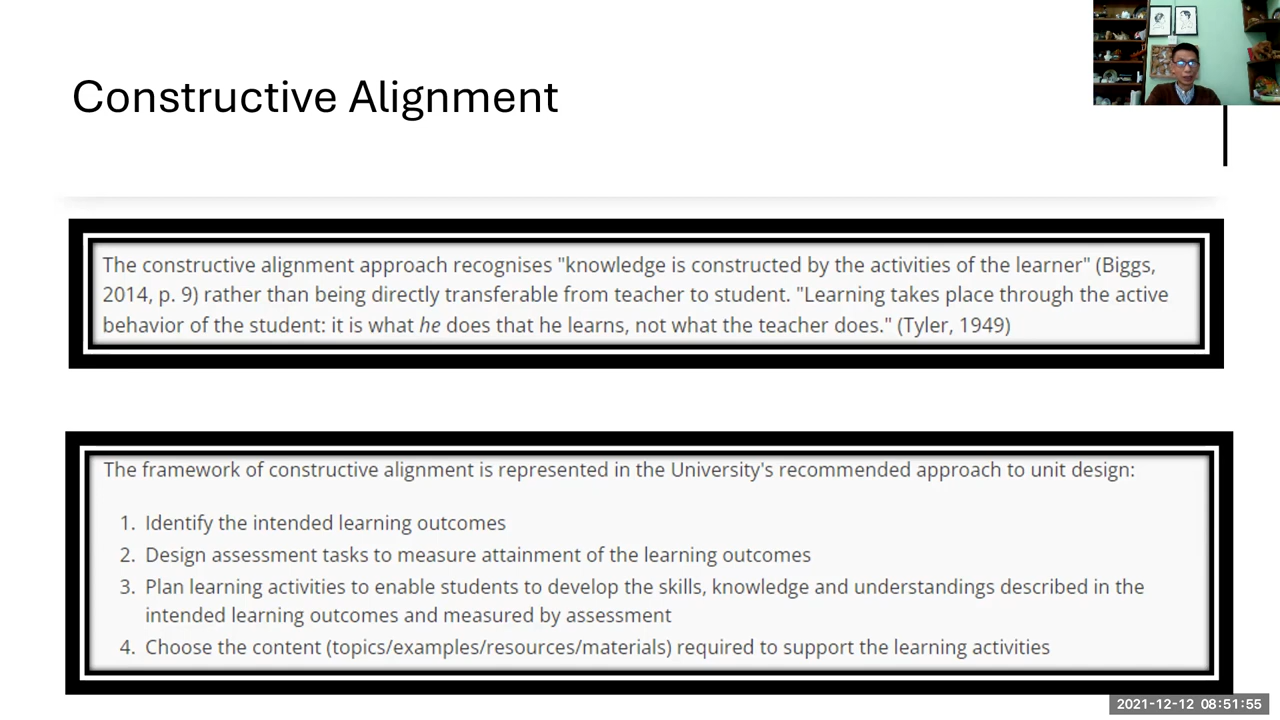 Constructive Alignment
The constructive alignment approach recognises "knowledge is constructed by the activities of the learner" (Biggs,
2014, p. 9) rather than being directly transferable from teacher to student. "Learning takes place through the active
behavior of the student: it is what he does that he learns, not what the teacher does." (Tyler, 1949)
The framework of constructive alignment is represented in the University's recommended approach to unit design:
1. Identify the intended learning outcomes
2. Design assessment tasks to measure attainment of the learning outcomes
3. Plan learning activities to enable students to develop the skills, knowledge and understandings described in the
intended learning outcomes and measured by assessment
4. Choose the content (topics/examples/resources/materials) required to support the learning activities
2021-12-12 08:51:55